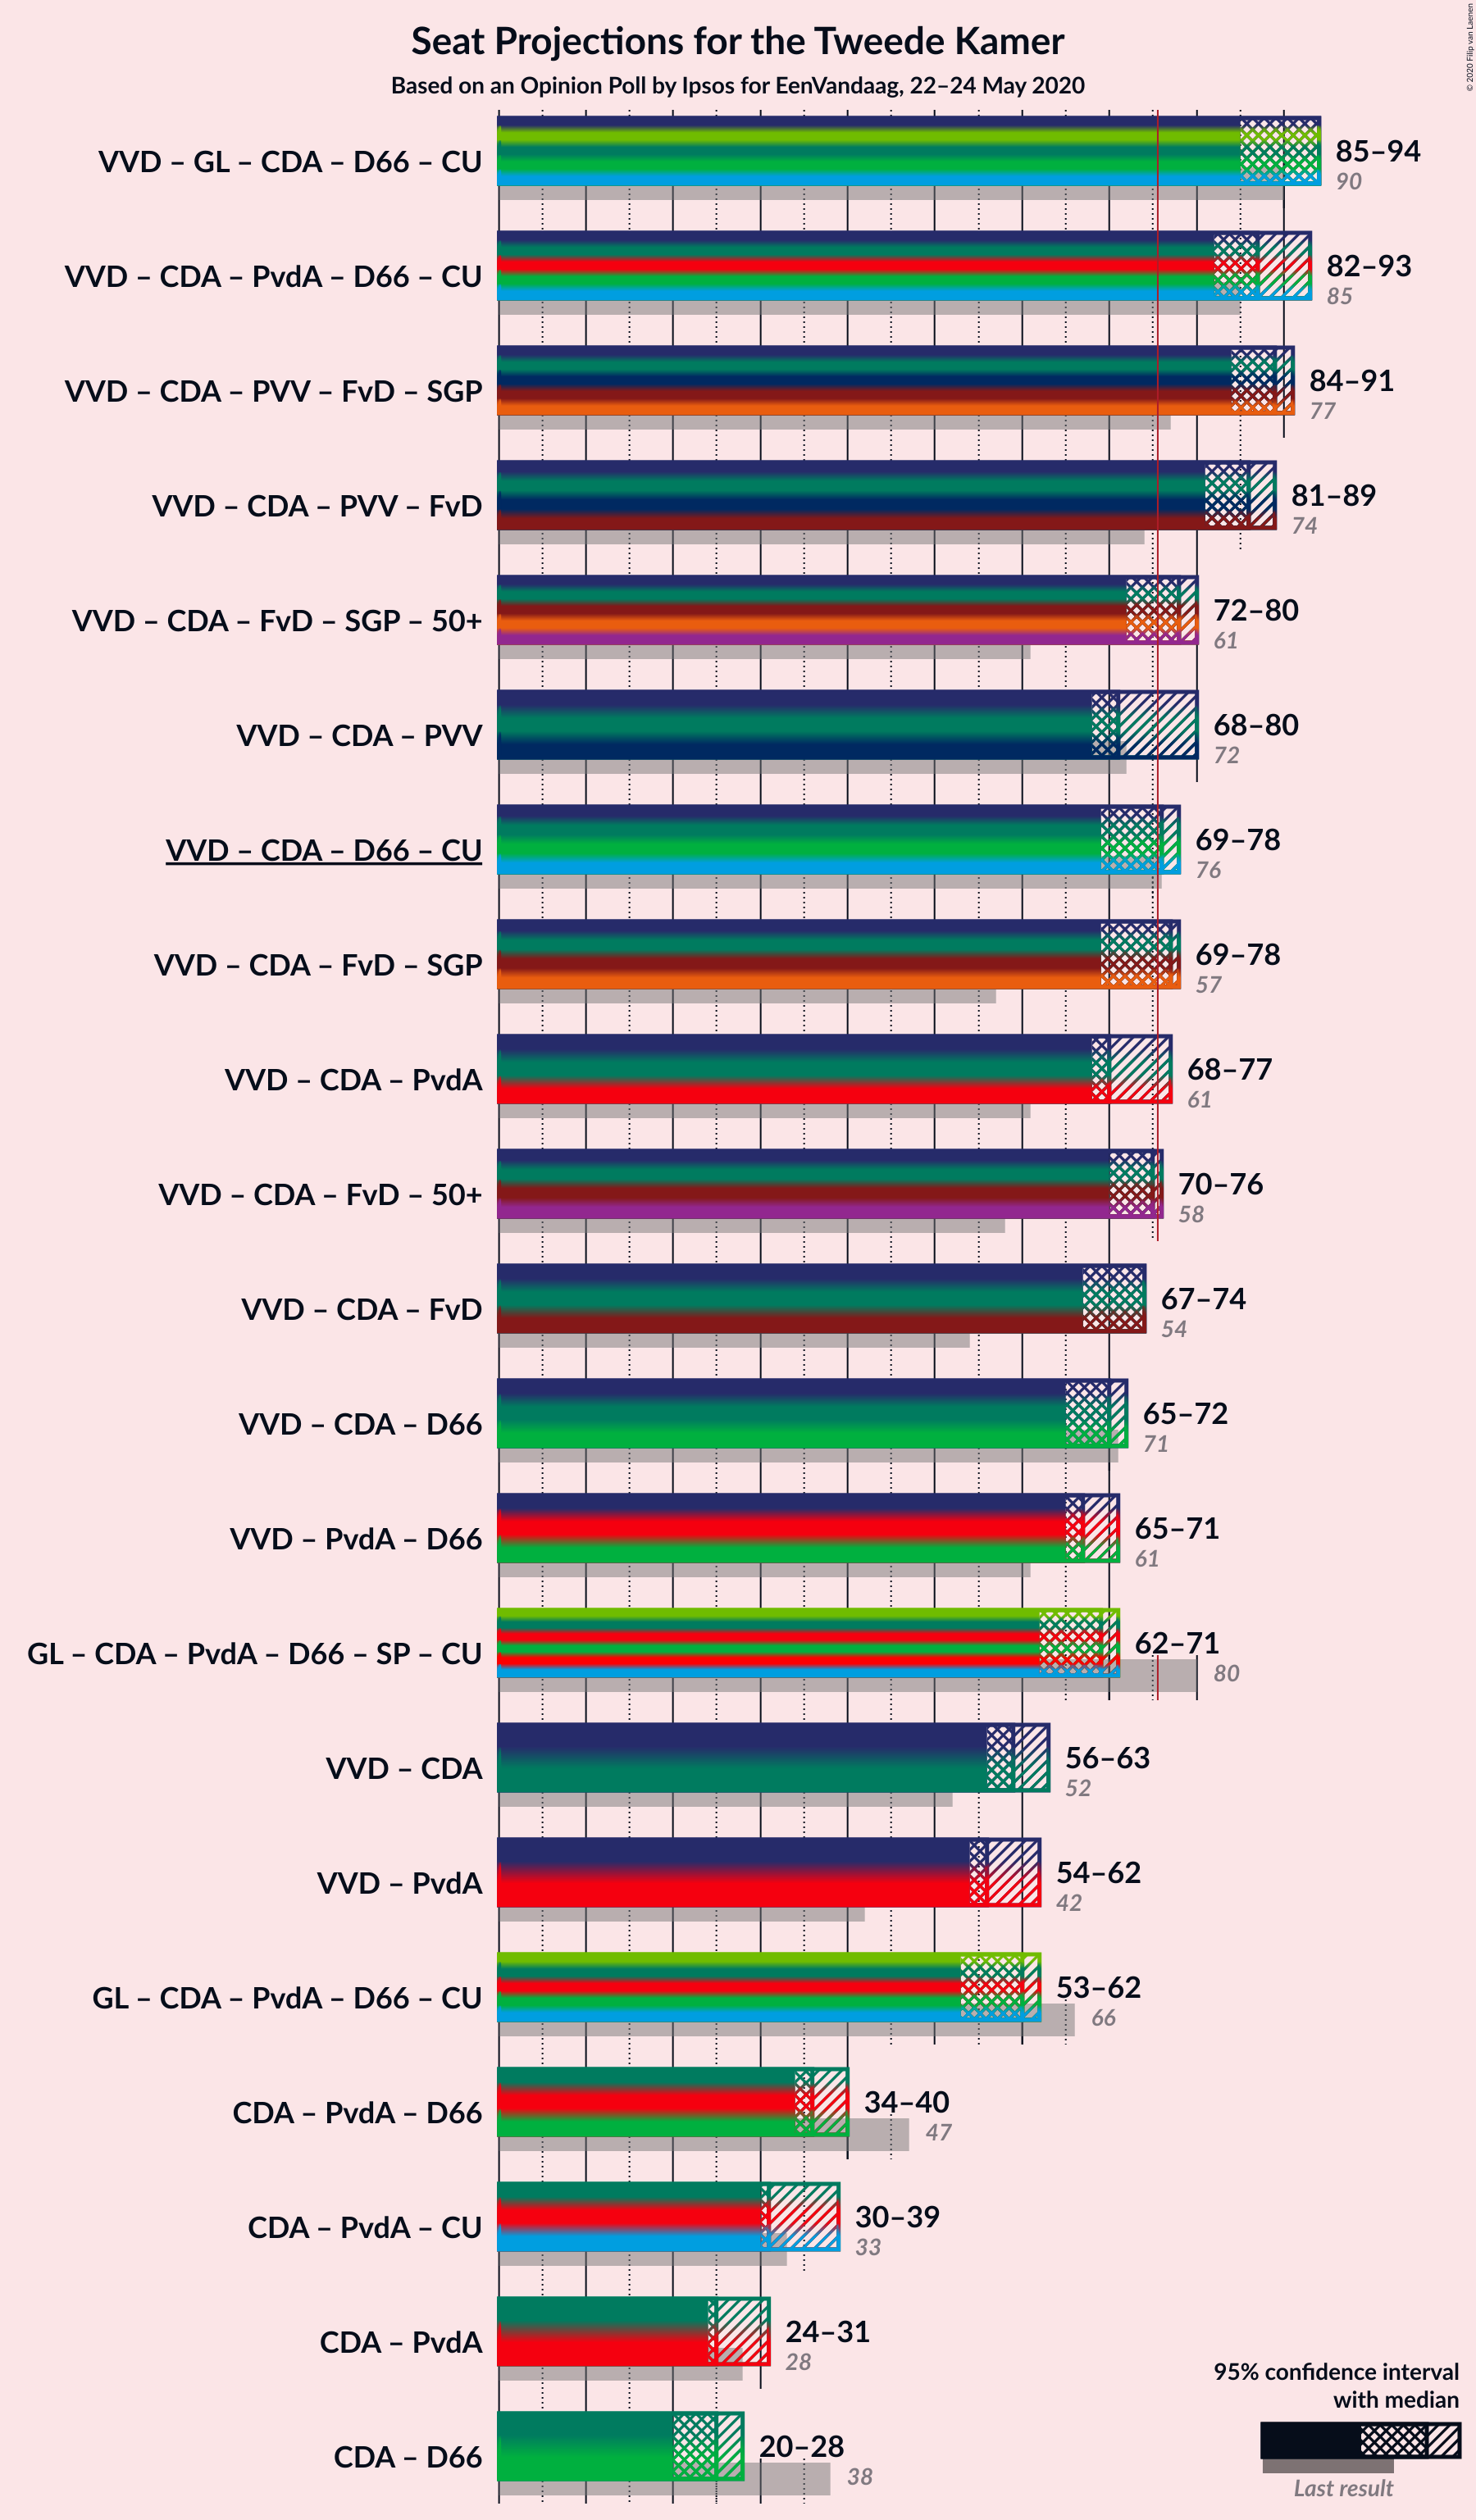 Seat Projections for the Tweede Kamer
Based on an Opinion Poll by Ipsos for EenVandaag, 22–24 May 2020
© 2020 Filip van Laenen
VVD – GL – CDA – D66 – CU
85–94
90
VVD – CDA – PvdA – D66 – CU
82–93
85
VVD – CDA – PVV – FvD – SGP
84–91
77
VVD – CDA – PVV – FvD
81–89
74
VVD – CDA – FvD – SGP – 50+
72–80
61
VVD – CDA – PVV
68–80
72
VVD – CDA – D66 – CU
69–78
76
VVD – CDA – FvD – SGP
69–78
57
VVD – CDA – PvdA
68–77
61
VVD – CDA – FvD – 50+
70–76
58
VVD – CDA – FvD
67–74
54
VVD – CDA – D66
65–72
71
VVD – PvdA – D66
65–71
61
GL – CDA – PvdA – D66 – SP – CU
62–71
80
VVD – CDA
56–63
52
VVD – PvdA
54–62
42
GL – CDA – PvdA – D66 – CU
53–62
66
CDA – PvdA – D66
34–40
47
CDA – PvdA – CU
30–39
33
CDA – PvdA
24–31
28
CDA – D66
20–28
38
95% confidence interval
with median
Last result